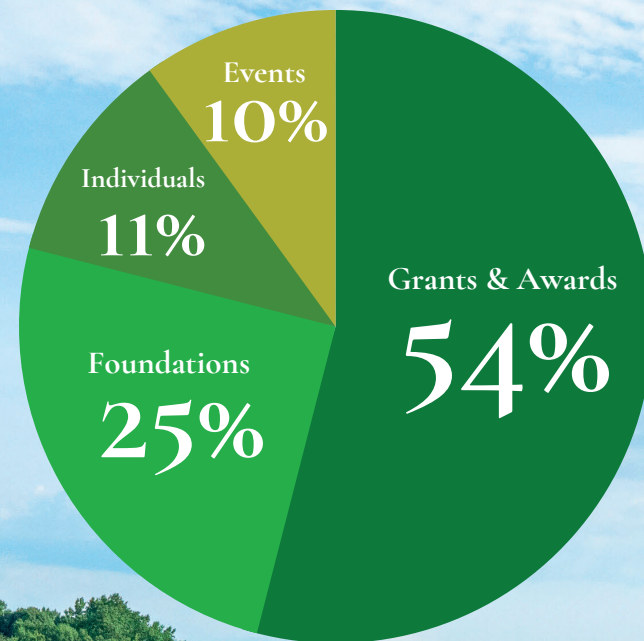 Events
10%
Individuals
11%
Grants & Awards
54%
Foundations
25%